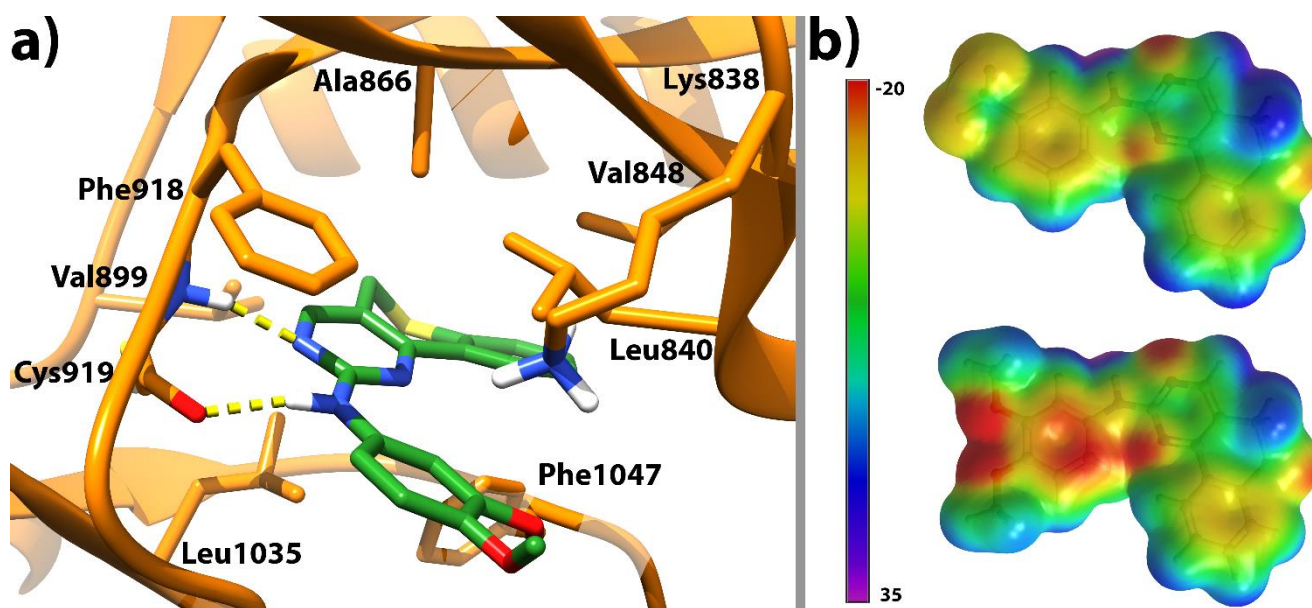 a)
Ala866
Lys838
Phe918
Val848
Val899
Cys919
Leu840
Phe1047
Leu1035
b)
-20
35